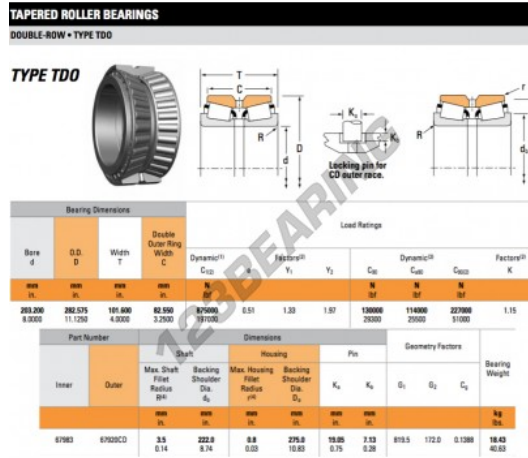 TAPERED ROLLER BEARINGS
DOUBLE-ROW • TYPE TDO
TYPE TDO
T
C
R
d
D
Locking pin for
CD outer race.
R
r
123BEARINGS
Bearing Dimensions
Load Ratings
Bore
d
O.D.
D
Width
T
Double
Outer Ring
Width
C
Dynamic(1)
C1(2)
Factors(2)
e Y1 Y2
Dynamic(3)
C90 Ca90 C90(2)
Factors(2)
K
mm mm mm mm N N N N
in. in. in. in. lbf lbf lbf lbf
203.200 282.575 101.600 82.550 875000 0.51 1.33 1.97 130000 114000 227000 1.15
8.0000 11.1250 4.0000 3.2500 197000 29300 25500 51000
Part Number
Dimensions
Geometry Factors
Bearing
Weight
Shaft
Housing
Pin
Inner
Outer
Max. Shaft
Fillet
Radius
R(4)
Backing
Shoulder
Dia.
Max. Housing
Fillet
Radius
r(4)
Backing
Shoulder
Dia.
G1 G2 Cg
mm mm mm mm mm mm kg
in. in. in. in. in. in. lbs.
67983 67920CD 3.5 222.0 0.8 275.0 19.05 7.13 819.5 172.0 0.1388 18.43
0.14 8.74 0.03 10.83 0.75 0.28 40.63